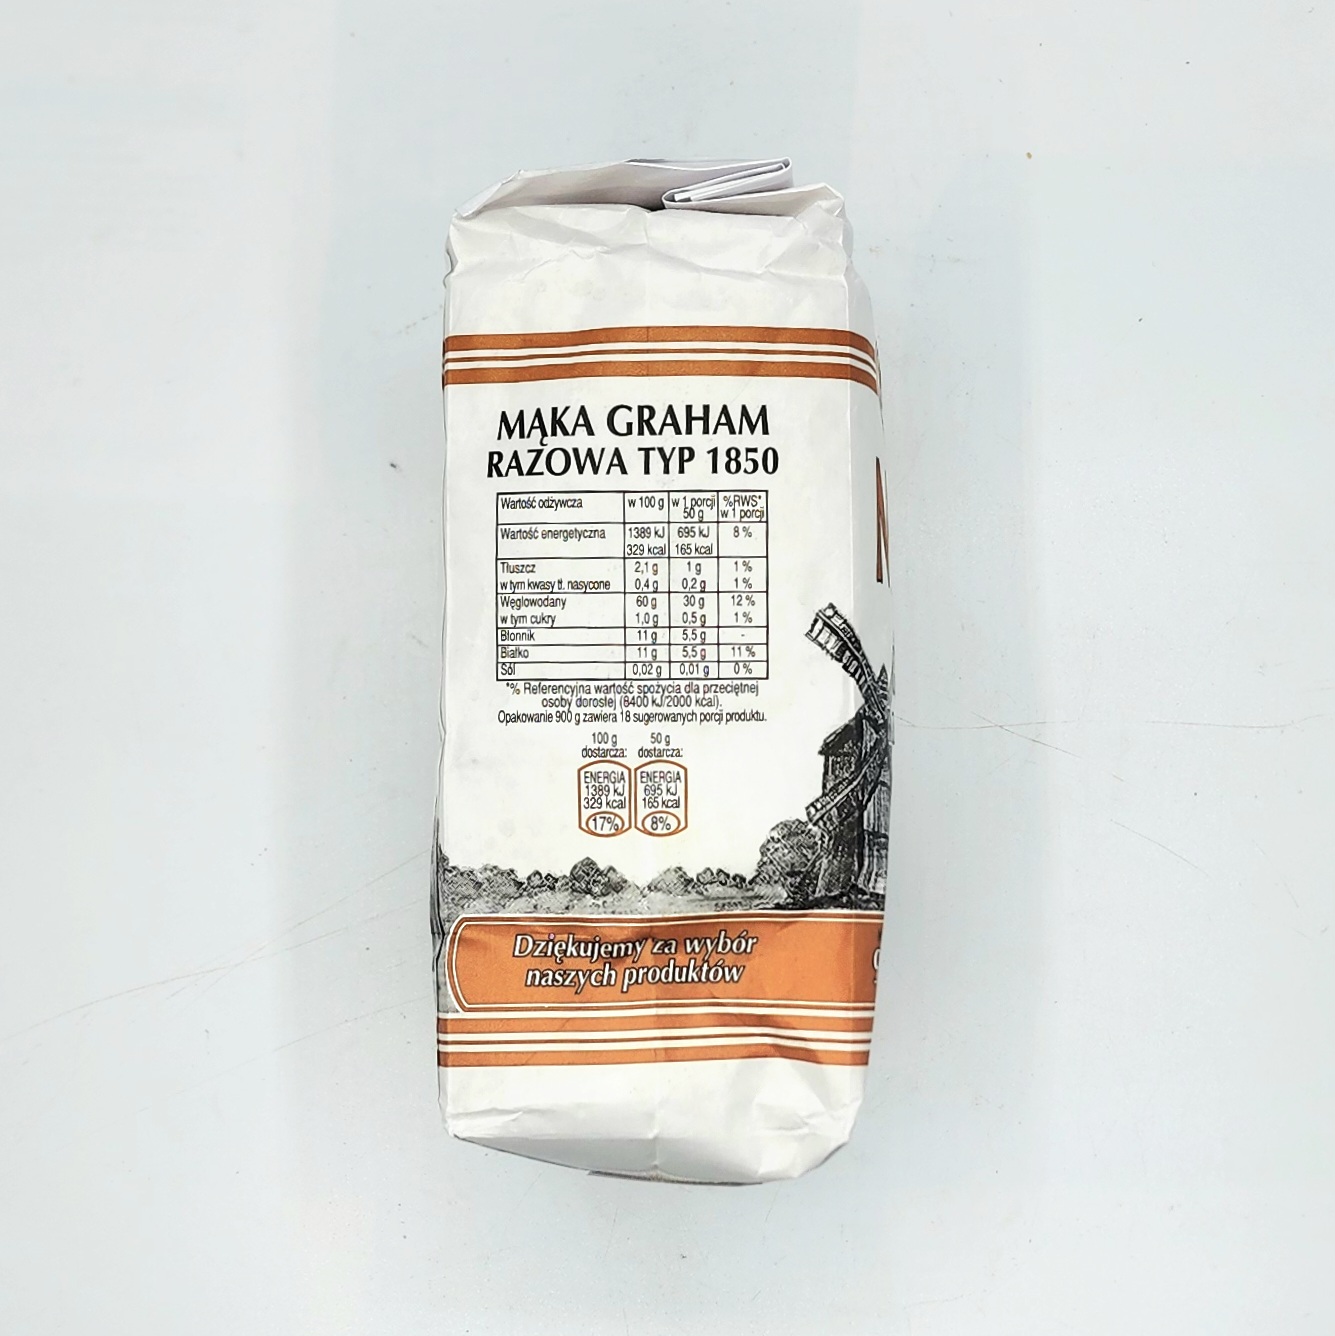 MĄKA GRAHAM
RAZOWA TYP 1850
Wartość odżywcza w 100 g w 1 porcji 50 g %RWS* w 1 porcji
Wartość energetyczna 1389 kJ 695 kJ 8 %
329 kcal 165 kcal
Tłuszcz 2,1 g 1 g 1 %
w tym kwasy tł. nasycone 0,4 g 0,2 g 1 %
Węglowodany 60 g 30 g 12 %
w tym cukry 1,0 g 0,5 g 1 %
Błonnik 11 g 5,5 g -
Białko 11 g 5,5 g 11 %
Sól 0,02 g 0,01 g 0 %
*% Referencyjna wartość spożycia dla przeciętnej
osoby dorosłej (8400 kJ/2000 kcal).
Opakowanie 900 g zawiera 18 sugerowanych porcji produktu.
100 g 50 g
dostarcza: dostarcza:
ENERGIA ENERGIA
1389 kJ 695 kJ
329 kcal 165 kcal
17% 8%
Dziękujemy za wybór
naszych produktów